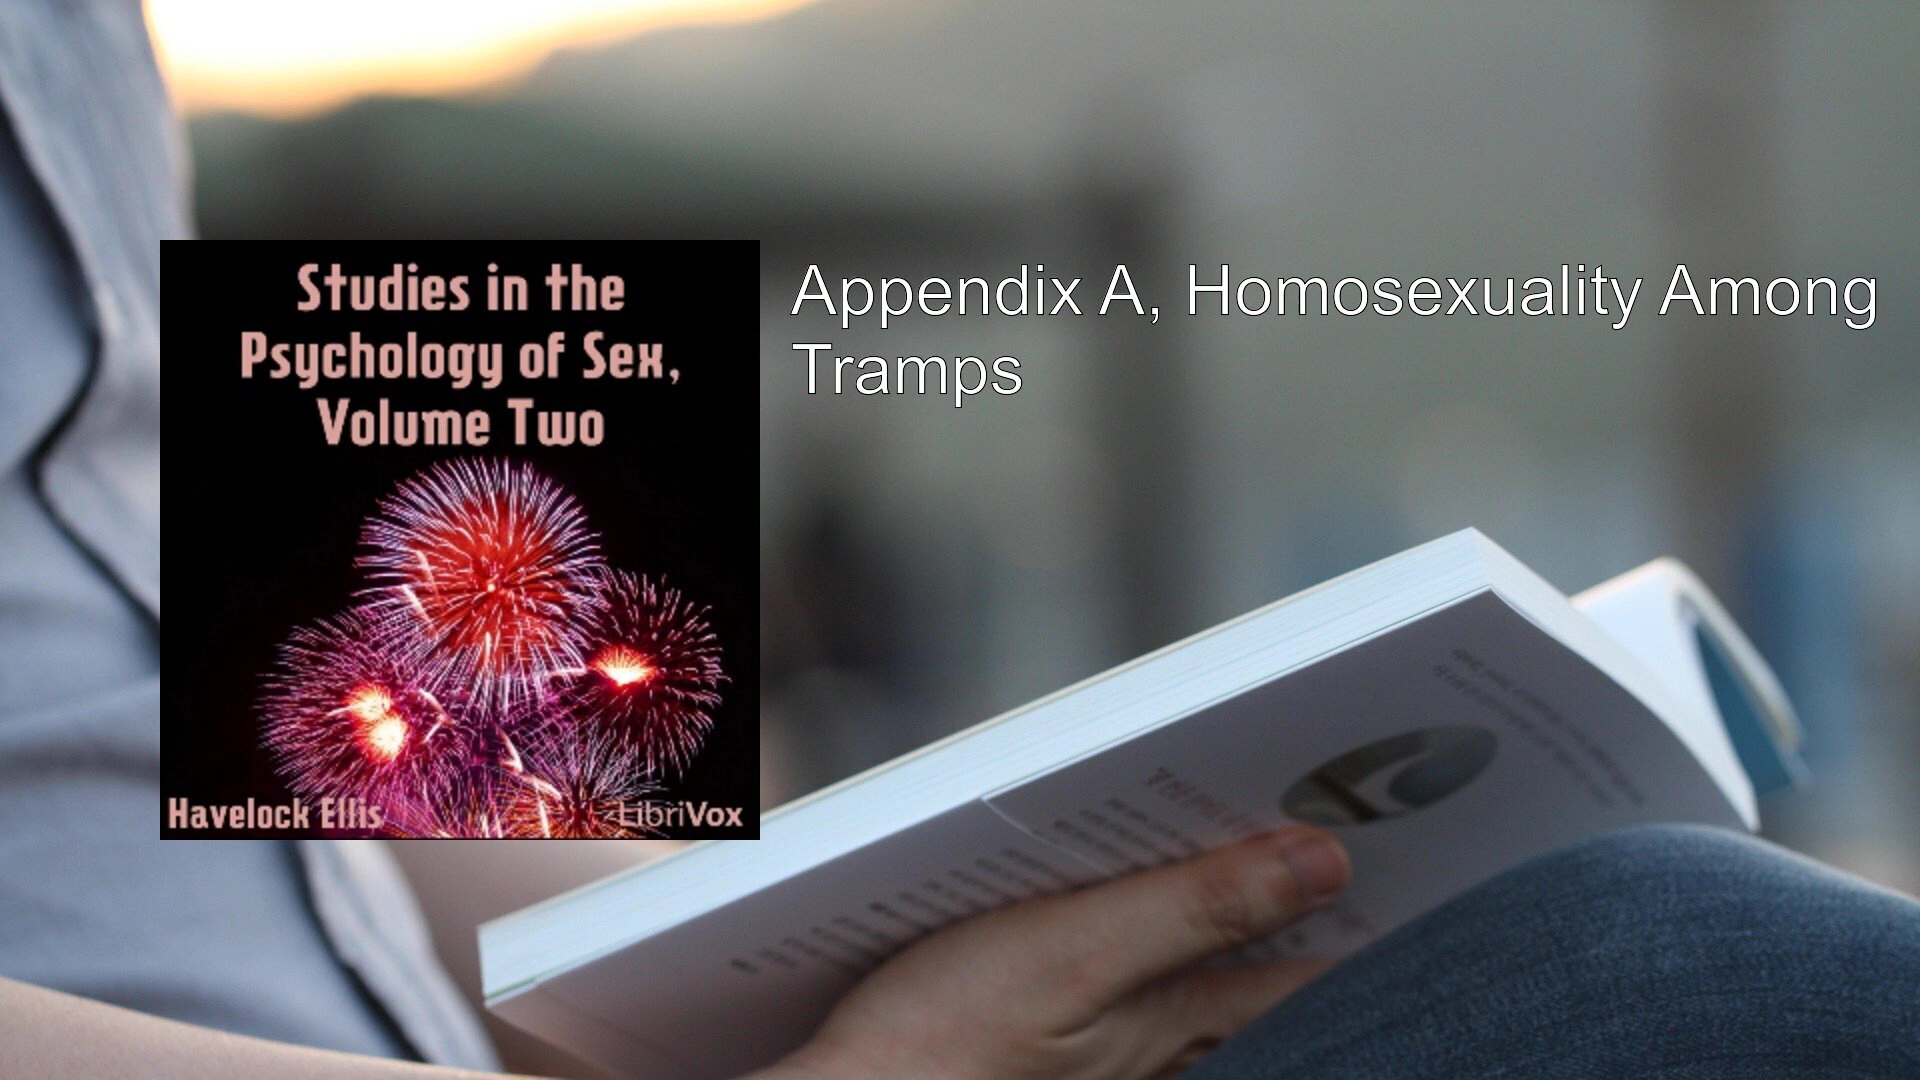 Studies in the
Psychology of Sex,
Volume Two
Havelock Ellis
LibriVox
Appendix A, Homosexuality Among
Tramps